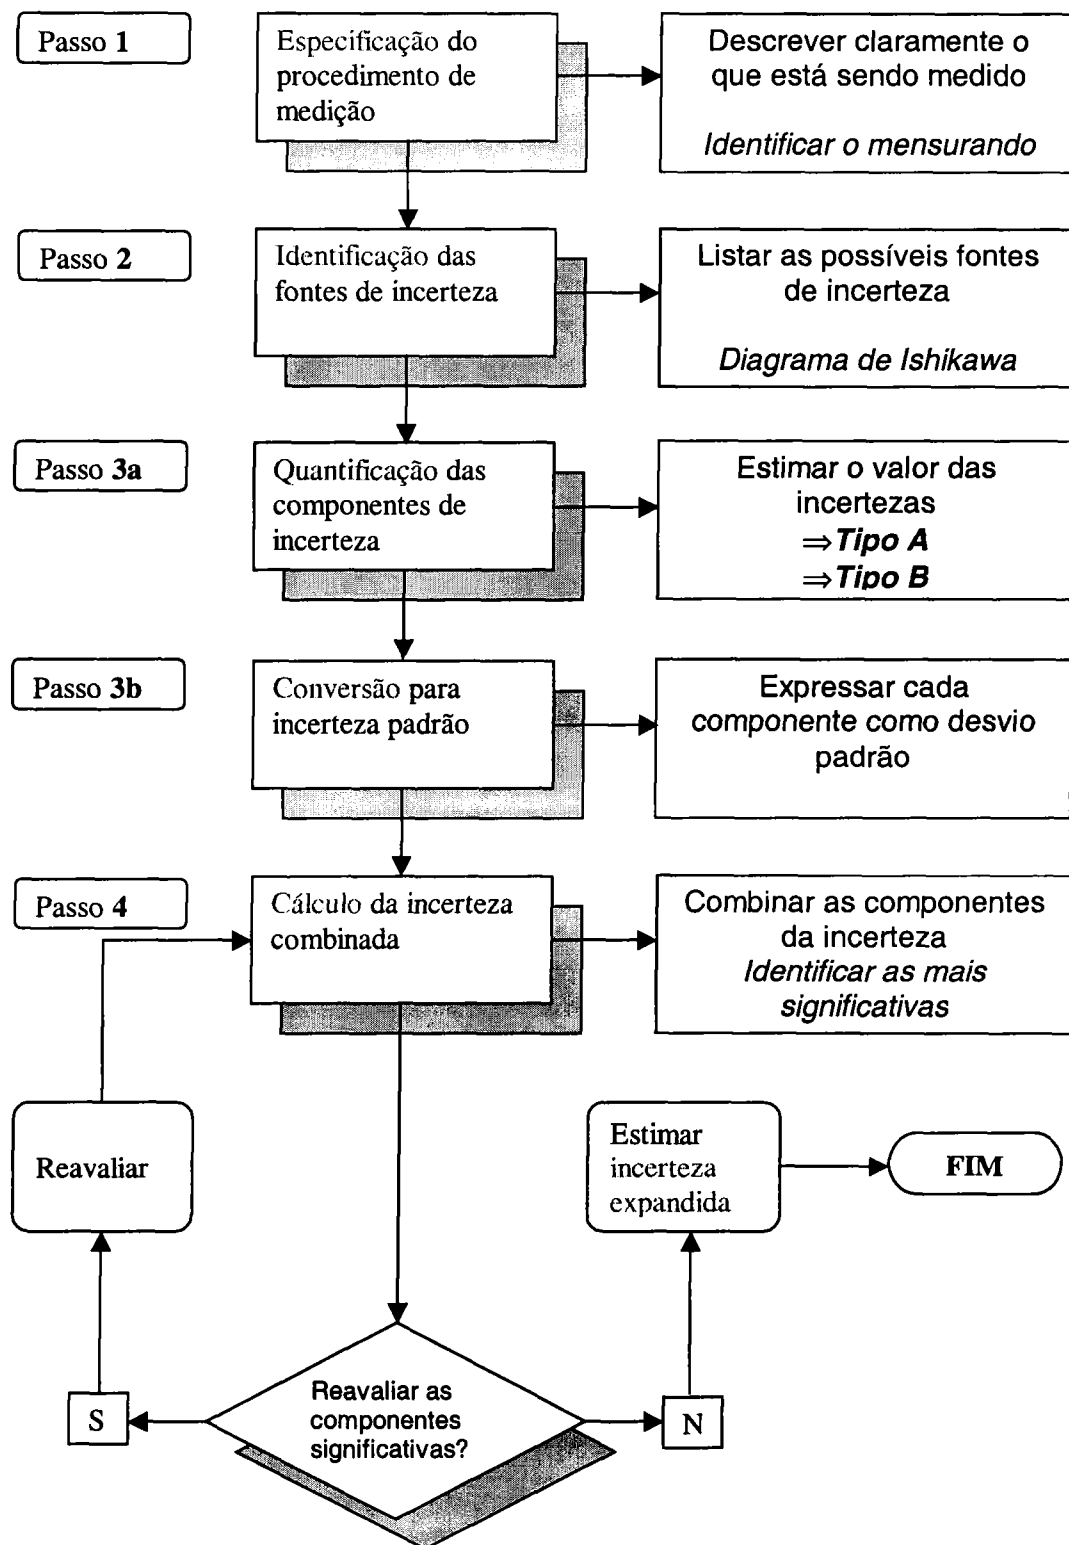 Passo 1
Especificação do
procedimento de
medição
Descrever claramente o
que está sendo medido
Identificar o mensurando
Passo 2
Identificação das
fontes de incerteza
Listar as possíveis fontes
de incerteza
Diagrama de Ishikawa
Passo 3a
Quantificação das
componentes de
incerteza
Estimar o valor das
incertezas
⇒Tipo A
⇒Tipo B
Passo 3b
Conversão para
incerteza padrão
Expressar cada
componente como desvio
padrão
Passo 4
Cálculo da incerteza
combinada
Combinar as componentes
da incerteza
Identificar as mais
significativas
Reavaliar
Estimar
incerteza
expandida
FIM
S
Reavaliar as
componentes
significativas?
N